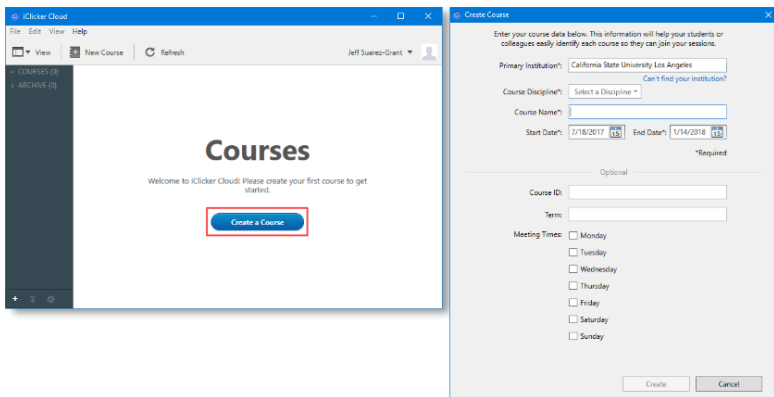 iClicker Cloud
File Edit View Help
View New Course Refresh Jeff Suarez-Grant
COURSES (0)
ARCHIVE (0)
Courses
Welcome to iClicker Cloud! Please create your first course to get
started.
Create a Course
Create Course
Enter your course data below. This information will help your students or
colleagues easily identify each course so they can join your sessions.
Primary Institution*: California State University Los Angeles
Can't find your institution?
Course Discipline*: Select a Discipline
Course Name*:
Start Date*: 7/18/2017 15 End Date*: 1/14/2018 15
*Required
Optional
Course ID:
Term:
Meeting Times: Monday
Tuesday
Wednesday
Thursday
Friday
Saturday
Sunday
Create Cancel